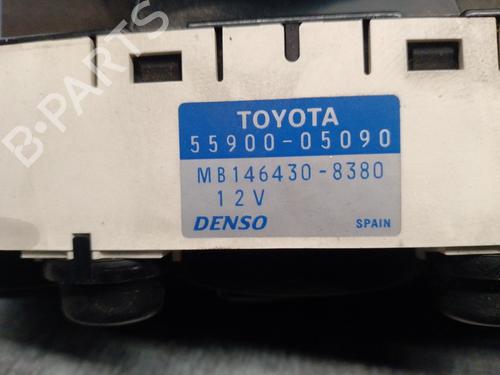 B-PARTS
TOYOTA
55900-05090
MB146430-8380
12V
DENSO SPAIN